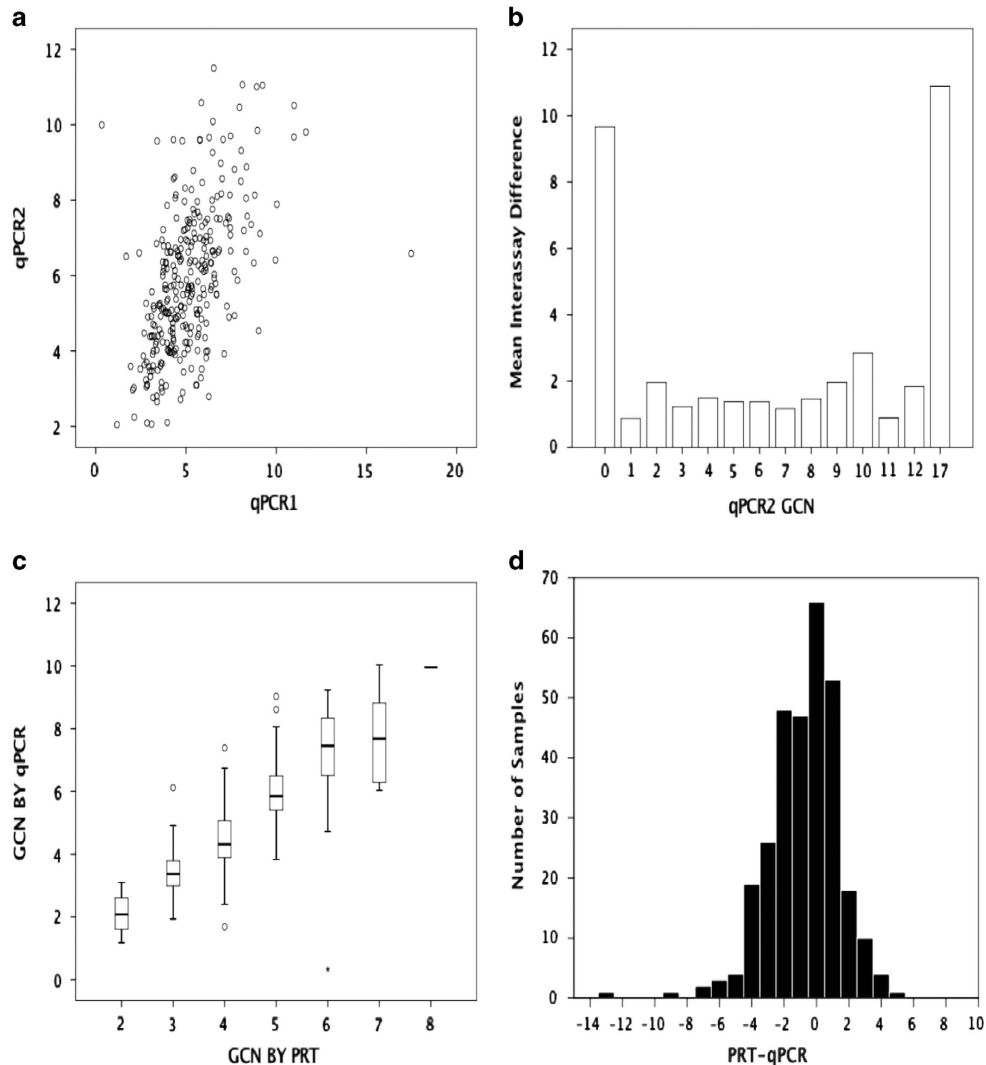 a
12
10
8
6
4
2
qPCR2
0 5 10 15 20
qPCR1
b
12
10
8
6
4
2
0
Mean Interassay Difference
0 1 2 3 4 5 6 7 8 9 10 11 12 17
qPCR2 GCN
c
12
10
8
6
4
2
0
GCN BY qPCR
2 3 4 5 6 7 8
GCN BY PRT
d
70
60
50
40
30
20
10
0
Number of Samples
-14 -12 -10 -8 -6 -4 -2 0 2 4 6 8 10
PRT-qPCR